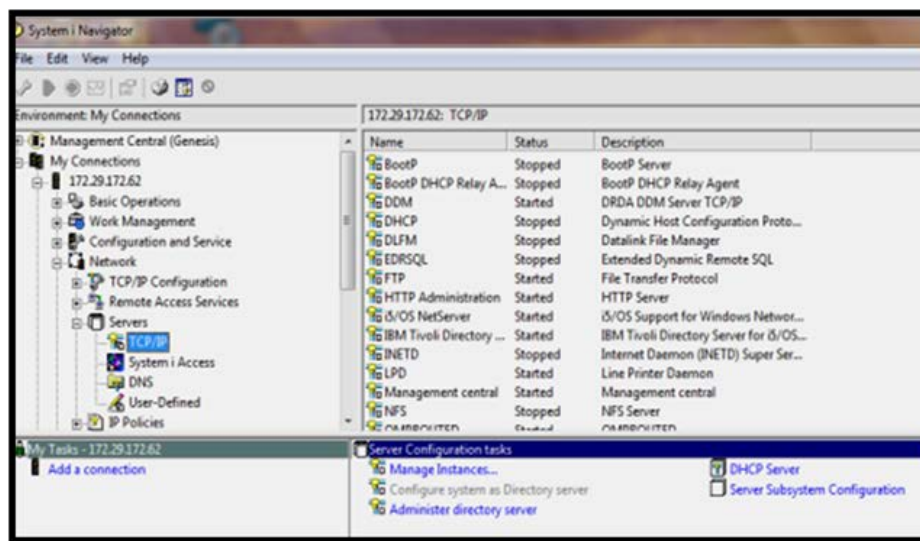 System i Navigator
File Edit View Help
Environment: My Connections
172.29.172.62: TCP/IP
Management Central (Genesis)
My Connections
172.29.172.62
Basic Operations
Work Management
Configuration and Service
Network
TCP/IP Configuration
Remote Access Services
Servers
TCP/IP
System i Access
DNS
User-Defined
IP Policies
Name Status Description
BootP Stopped BootP Server
BootP DHCP Relay A... Stopped BootP DHCP Relay Agent
DDM Started DRDA DDM Server TCP/IP
DHCP Stopped Dynamic Host Configuration Proto...
DLFM Stopped Datalink File Manager
EDRSQL Stopped Extended Dynamic Remote SQL
FTP Started File Transfer Protocol
HTTP Administration Started HTTP Server
i5/OS NetServer Started i5/OS Support for Windows Networ...
IBM Tivoli Directory ... Started IBM Tivoli Directory Server for i5/OS...
INETD Stopped Internet Daemon (INETD) Super Ser...
LPD Started Line Printer Daemon
Management central Started Management central
NFS Stopped NFS Server
OMPROUTED Started OMPROUTED
My Tasks - 172.29.172.62
Add a connection
Server Configuration tasks
Manage Instances...
Configure system as Directory server
Administer directory server
DHCP Server
Server Subsystem Configuration